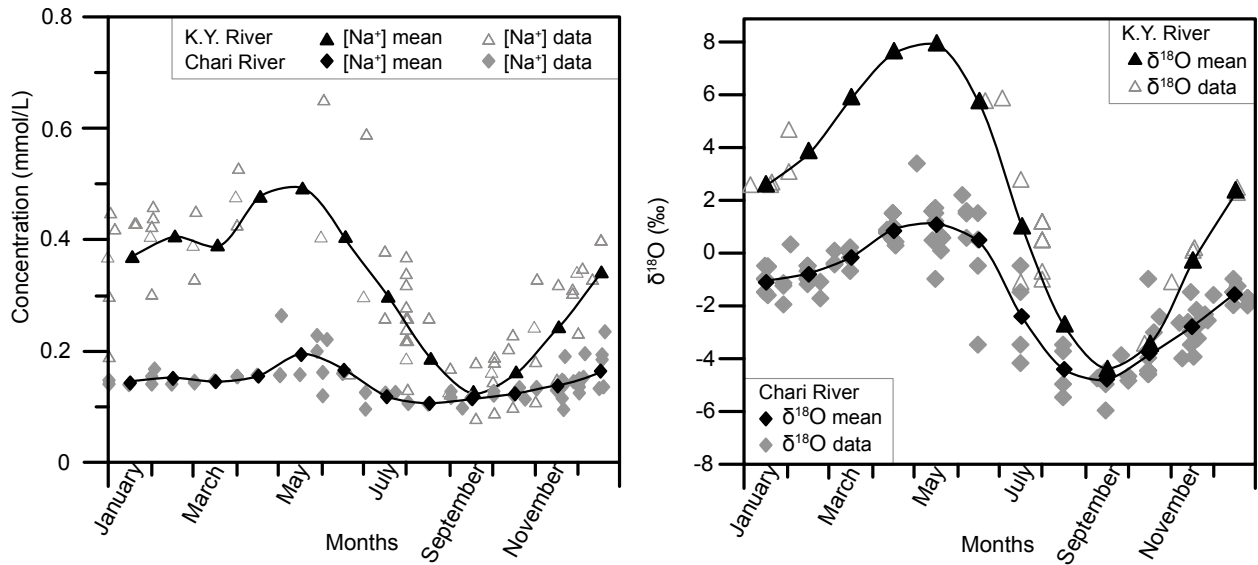 0.8
0.6
0.4
0.2
0
Concentration (mmol/L)
K.Y. River [Na⁺] mean [Na⁺] data
Chari River [Na⁺] mean [Na⁺] data
January
March
May
July
September
November
Months
8
6
4
2
0
-2
-4
-6
-8
δ¹⁸O (‰)
K.Y. River
δ¹⁸O mean
δ¹⁸O data
Chari River
δ¹⁸O mean
δ¹⁸O data
January
March
May
July
September
November
Months